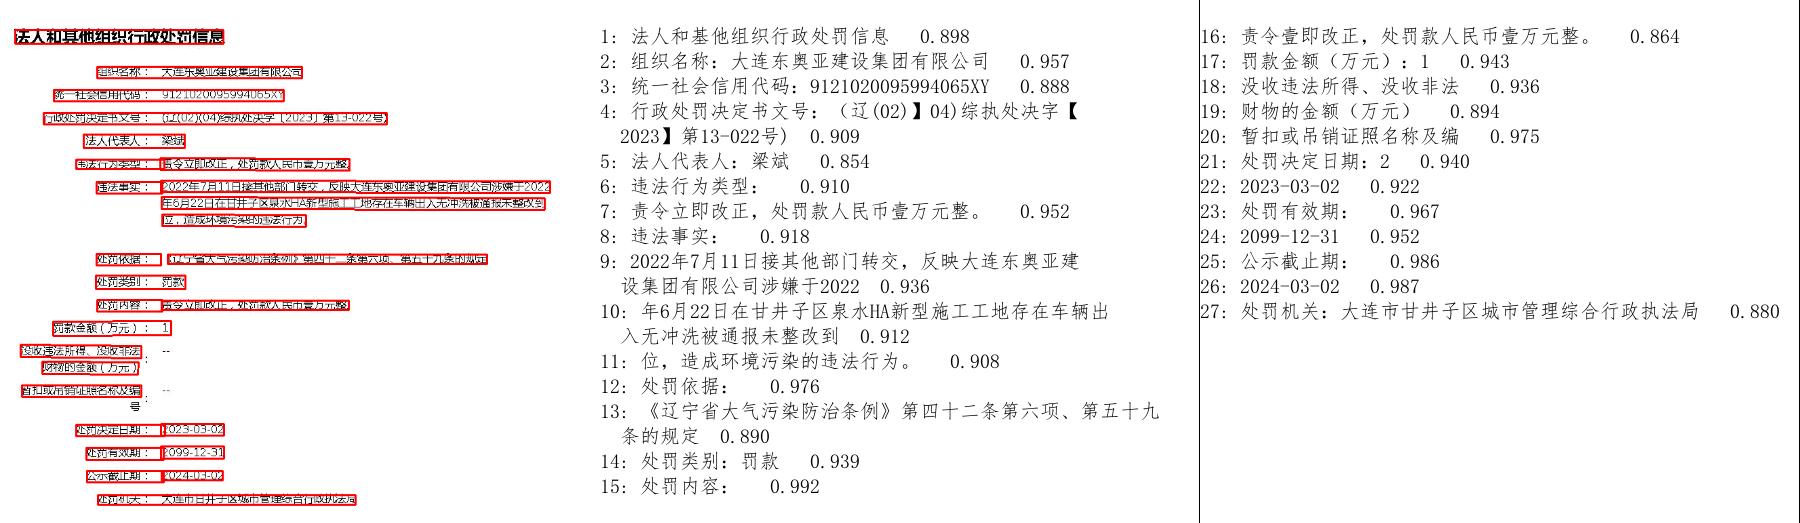 法人和其他组织行政处罚信息
组织名称： 大连东奥亚建设集团有限公司
统一社会信用代码： 9121020095994065XY
行政处罚决定书文号： (辽(02)(04)综执处决字〔2023〕第13-022号)
法人代表人： 梁斌
违法行为类型： 责令立即改正，处罚款人民币壹万元整。
违法事实： 2022年7月11日接其他部门转交，反映大连东奥亚建设集团有限公司涉嫌于2022
年6月22日在甘井子区泉水HA新型施工工地存在车辆出入无冲洗被通报未整改到
位，造成环境污染的违法行为。
处罚依据： 《辽宁省大气污染防治条例》第四十二条第六项、第五十九条的规定
处罚类别： 罚款
处罚内容： 责令立即改正，处罚款人民币壹万元整。
罚款金额（万元）： 1
没收违法所得、没收非法
财物的金额（万元） ： --
暂扣或吊销证照名称及编
号 ： --
处罚决定日期： 2023-03-02
处罚有效期： 2099-12-31
公示截止期： 2024-03-02
处罚机关： 大连市甘井子区城市管理综合行政执法局
1: 法人和基他组织行政处罚信息 0.898
2: 组织名称: 大连东奥亚建设集团有限公司 0.957
3: 统一社会信用代码: 9121020095994065XY 0.888
4: 行政处罚决定书文号: （辽(02)】04)综执处决字【
2023】第13-022号) 0.909
5: 法人代表人: 梁斌 0.854
6: 违法行为类型: 0.910
7: 责令立即改正，处罚款人民币壹万元整。 0.952
8: 违法事实: 0.918
9: 2022年7月11日接其他部门转交，反映大连东奥亚建
设集团有限公司涉嫌于2022 0.936
10: 年6月22日在甘井子区泉水HA新型施工工地存在车辆出
入无冲洗被通报未整改到 0.912
11: 位，造成环境污染的违法行为。 0.908
12: 处罚依据: 0.976
13: 《辽宁省大气污染防治条例》第四十二条第六项、第五十九
条的规定 0.890
14: 处罚类别: 罚款 0.939
15: 处罚内容: 0.992
16: 责令壹即改正，处罚款人民币壹万元整。 0.864
17: 罚款金额（万元）: 1 0.943
18: 没收违法所得、没收非法 0.936
19: 财物的金额（万元） 0.894
20: 暂扣或吊销证照名称及编 0.975
21: 处罚决定日期: 2 0.940
22: 2023-03-02 0.922
23: 处罚有效期: 0.967
24: 2099-12-31 0.952
25: 公示截止期: 0.986
26: 2024-03-02 0.987
27: 处罚机关: 大连市甘井子区城市管理综合行政执法局 0.880